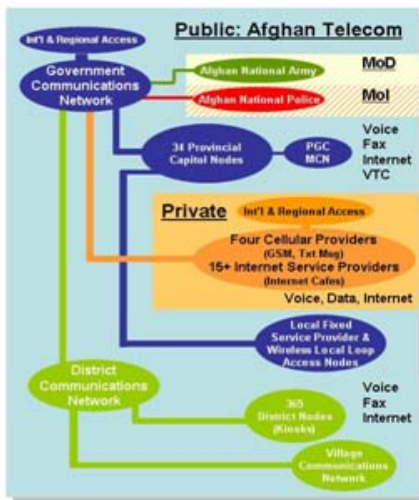 Public: Afghan Telecom
Int'l & Regional Access
Government
Communications
Network
Afghan National Army
MoD
Afghan National Police
MoI
34 Provincial
Capitol Nodes
PGC
MCN
Voice
Fax
Internet
VTC
Private
Int'l & Regional Access
Four Cellular Providers
(GSM, Txt Msg)
15+ Internet Service Providers
(Internet Cafes)
Voice, Data, Internet
Local Fixed
Service Provider &
Wireless Local Loop
Access Nodes
District
Communications
Network
Voice
Fax
Internet
365
District Nodes
(Kiosks)
Village
Communications
Network